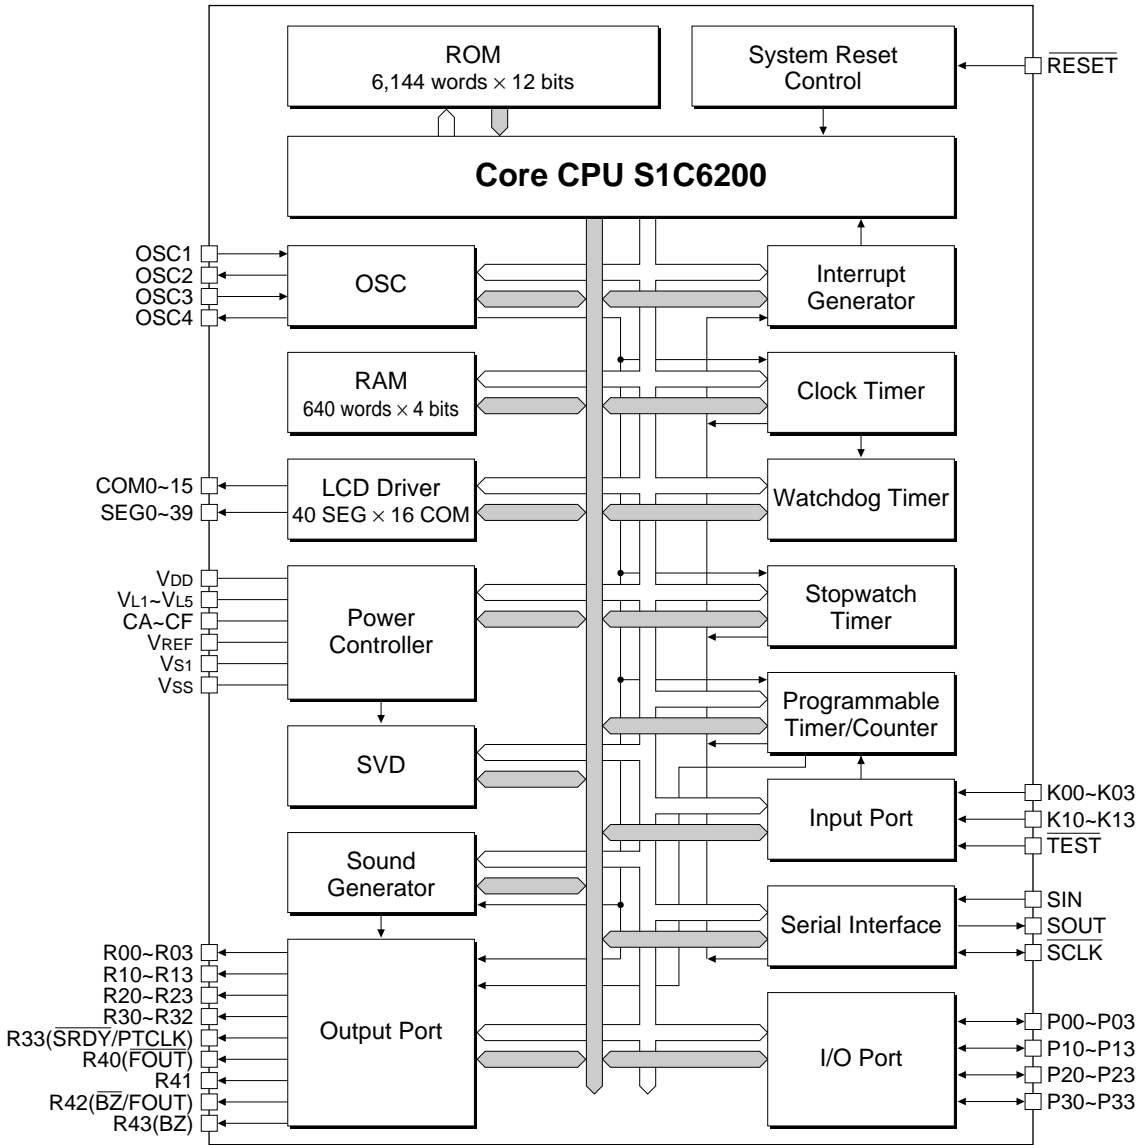 ROM
6,144 words × 12 bits
System Reset
Control
RESET
Core CPU S1C6200
OSC1
OSC2
OSC3
OSC4
OSC
Interrupt
Generator
RAM
640 words × 4 bits
Clock Timer
COM0~15
SEG0~39
LCD Driver
40 SEG × 16 COM
Watchdog Timer
VDD
VL1~VL5
CA~CF
VREF
VS1
VSS
Power
Controller
Stopwatch
Timer
Programmable
Timer/Counter
SVD
Input Port
K00~K03
K10~K13
TEST
Sound
Generator
Serial Interface
SIN
SOUT
SCLK
R00~R03
R10~R13
R20~R23
R30~R32
R33(SRDY/PTCLK)
R40(FOUT)
R41
R42(BZ/FOUT)
R43(BZ)
Output Port
I/O Port
P00~P03
P10~P13
P20~P23
P30~P33